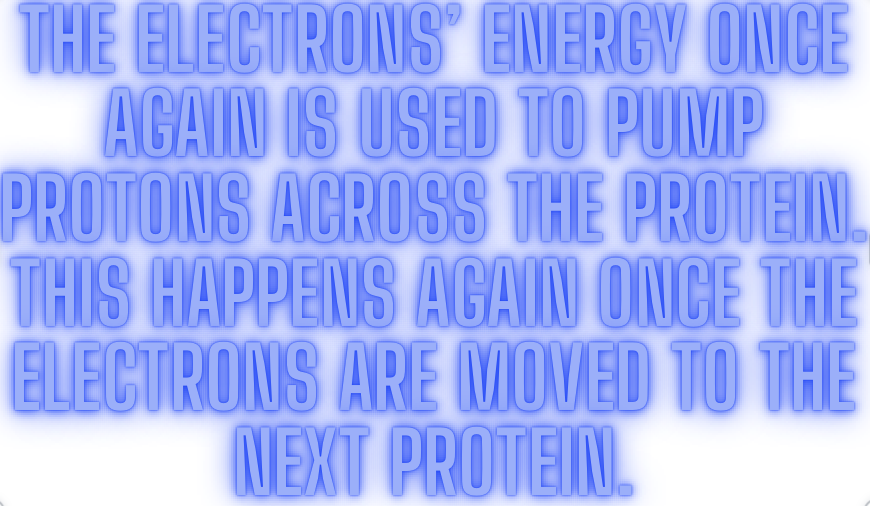 THE ELECTRONS’ ENERGY ONCE
AGAIN IS USED TO PUMP
PROTONS ACROSS THE PROTEIN.
THIS HAPPENS AGAIN ONCE THE
ELECTRONS ARE MOVED TO THE
NEXT PROTEIN.